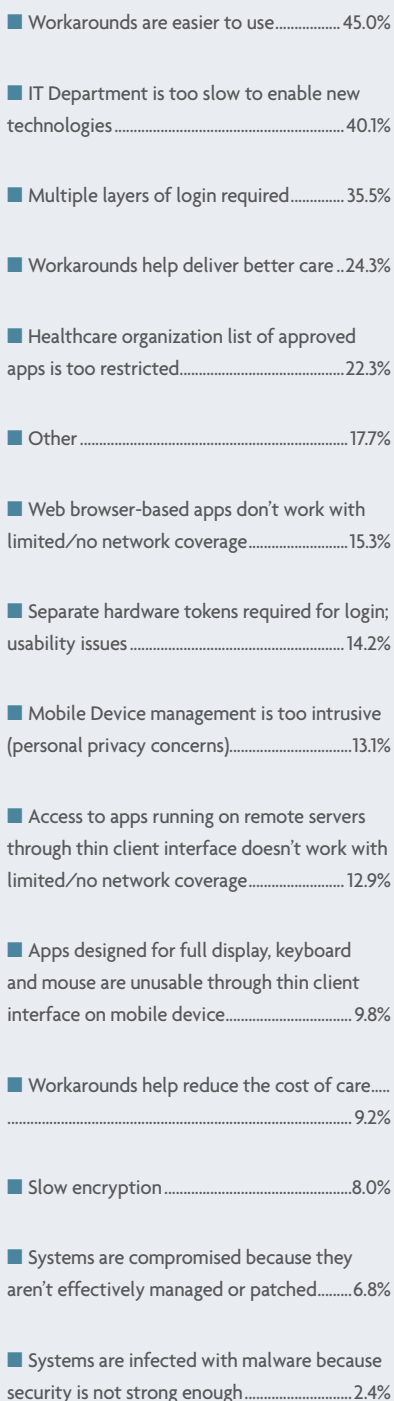 ■ Workarounds are easier to use................. 45.0%
■ IT Department is too slow to enable new
technologies............................................................ 40.1%
■ Multiple layers of login required.............. 35.5%
■ Workarounds help deliver better care ..24.3%
■ Healthcare organization list of approved
apps is too restricted...........................................22.3%
■ Other ...................................................................... 17.7%
■ Web browser-based apps don't work with
limited/no network coverage..........................15.3%
■ Separate hardware tokens required for login;
usability issues ........................................................ 14.2%
■ Mobile Device management is too intrusive
(personal privacy concerns)................................13.1%
■ Access to apps running on remote servers
through thin client interface doesn't work with
limited/no network coverage......................... 12.9%
■ Apps designed for full display, keyboard
and mouse are unusable through thin client
interface on mobile device................................. 9.8%
■ Workarounds help reduce the cost of care.....
.......................................................................................... 9.2%
■ Slow encryption .................................................8.0%
■ Systems are compromised because they
aren't effectively managed or patched.........6.8%
■ Systems are infected with malware because
security is not strong enough............................ 2.4%